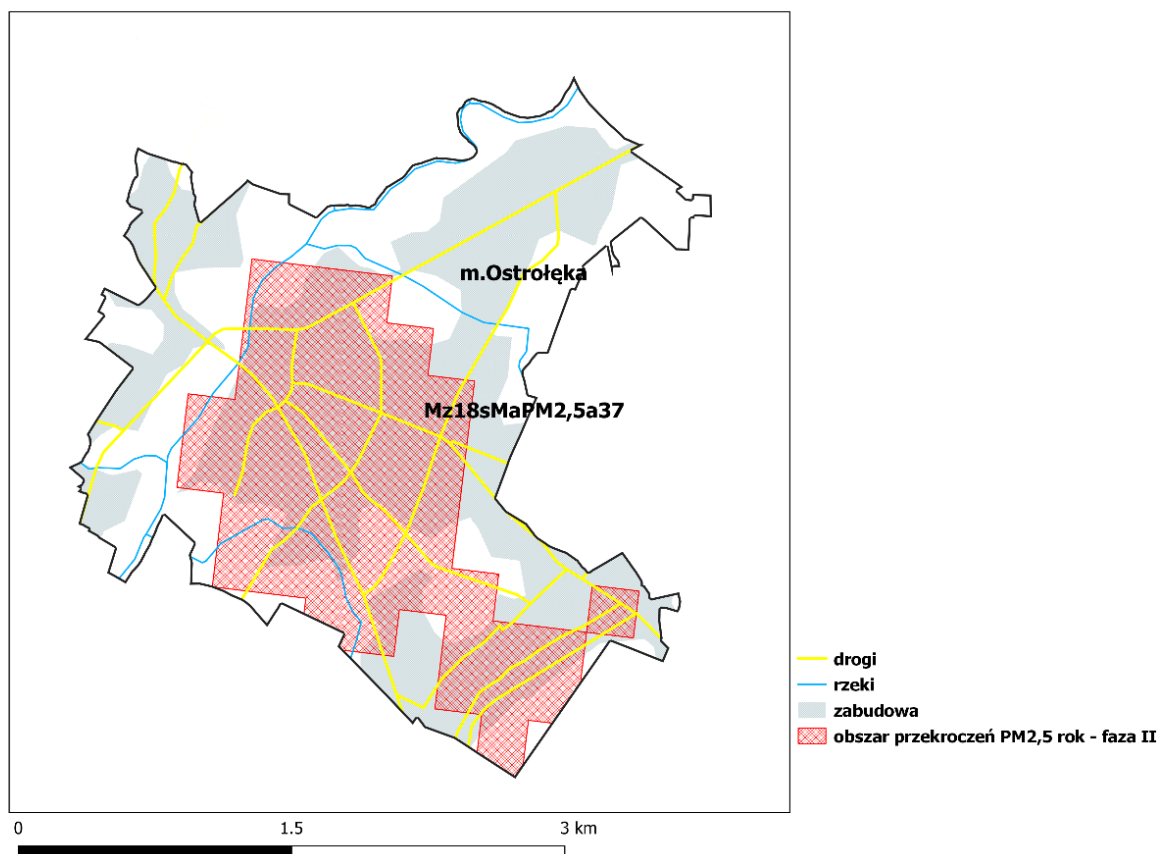 m.Ostrołęka
Mz18sMaPM2,5a37
drogi
rzeki
zabudowa
obszar przekroczeń PM2,5 rok - faza II
0 1.5 3 km